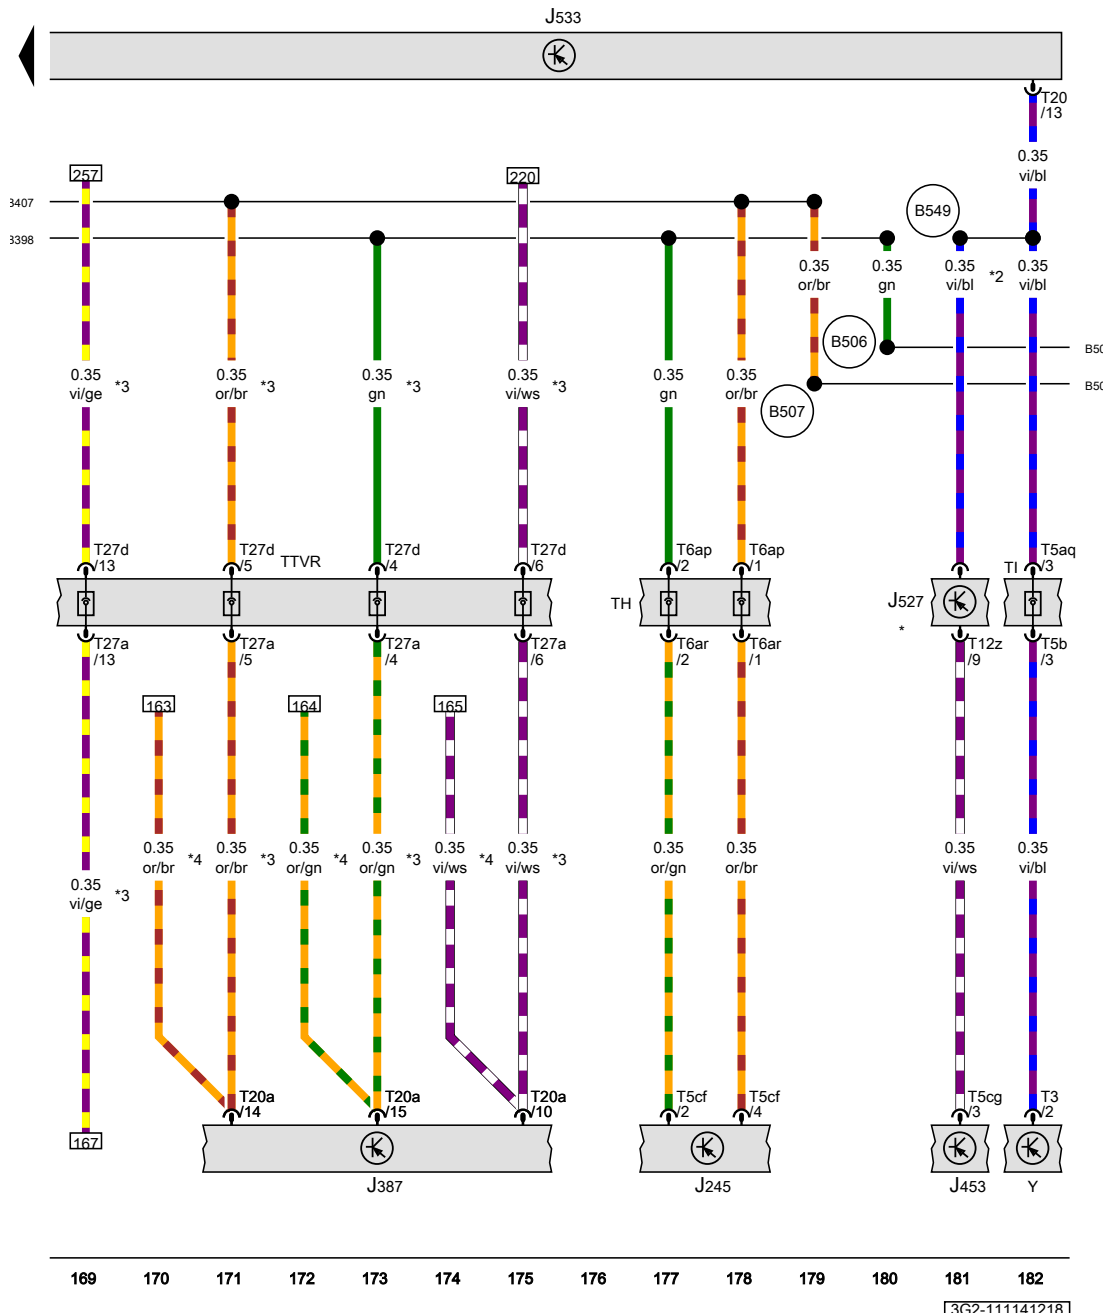 J533
T20
/13
0.35
vi/bl
257
220
B407
B398
B549
0.35
or/br
0.35
gn
0.35
vi/bl
*2
0.35
vi/bl
B506
B507
0.35
vi/ge
*3
0.35
or/br
*3
0.35
gn
*3
0.35
vi/ws
*3
0.35
gn
0.35
or/br
T27d
/13
T27d
/5
TTVR
T27d
/4
T27d
/6
T6ap
/2
T6ap
/1
TI
T5aq
/3
TH
J527
*
T27a
/13
T27a
/5
T27a
/4
T27a
/6
T6ar
/2
T6ar
/1
T12z
/9
T5b
/3
163
164
165
0.35
or/br
*4
0.35
or/br
*3
0.35
or/gn
*4
0.35
or/gn
*3
0.35
vi/ws
*4
0.35
vi/ws
*3
0.35
or/gn
0.35
or/br
0.35
vi/ws
0.35
vi/bl
0.35
vi/ge
*3
T20a
/14
T20a
/15
T20a
/10
T5cf
/2
T5cf
/4
T5cg
/3
T3
/2
167
J387
J245
J453
Y
169 170 171 172 173 174 175 176 177 178 179 180 181 182
3G2-111141218